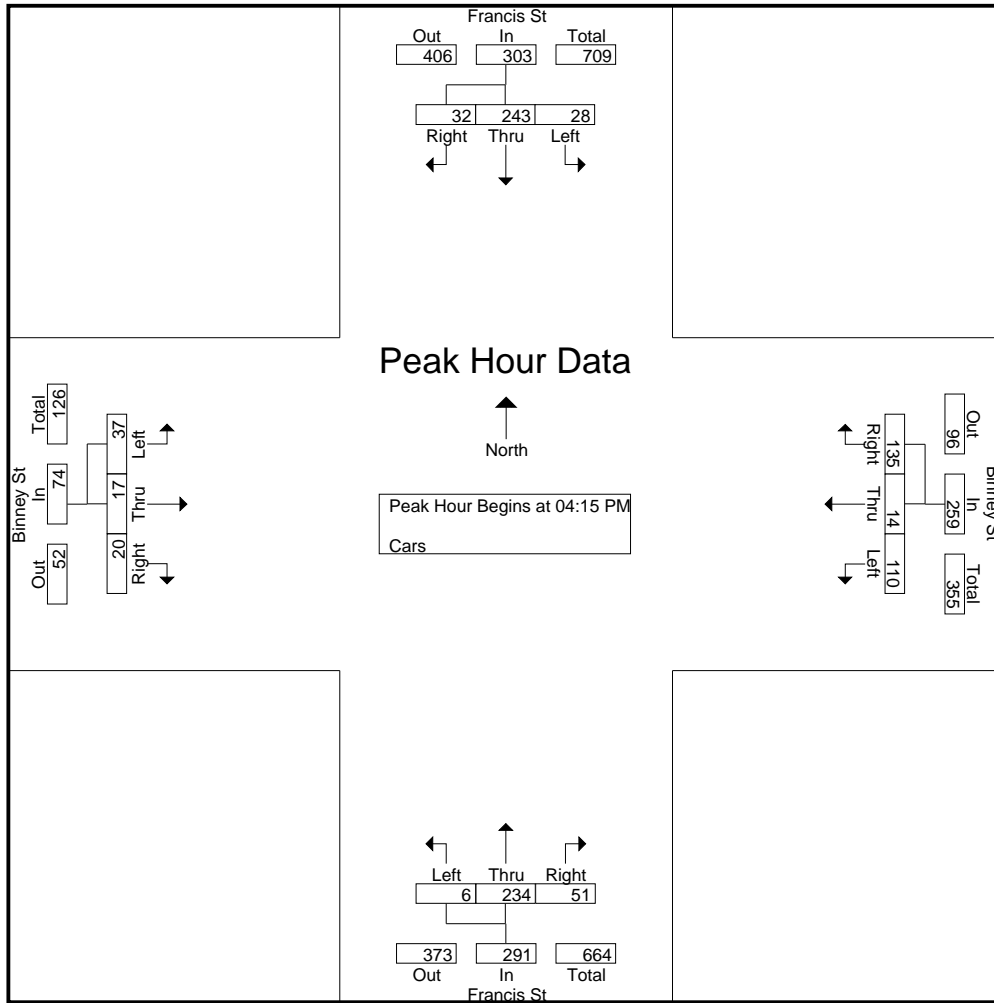 Francis St
Out In Total
406 303 709
32 243 28
Right Thru Left
Peak Hour Data
North
Peak Hour Begins at 04:15 PM
Cars
Binney St
Total In Out
126 74 52
37 17 20
Left Thru Right
Right Thru Left
135 14 110
Out In Total
96 259 355
Binney St
Left Thru Right
6 234 51
373 291 664
Out In Total
Francis St